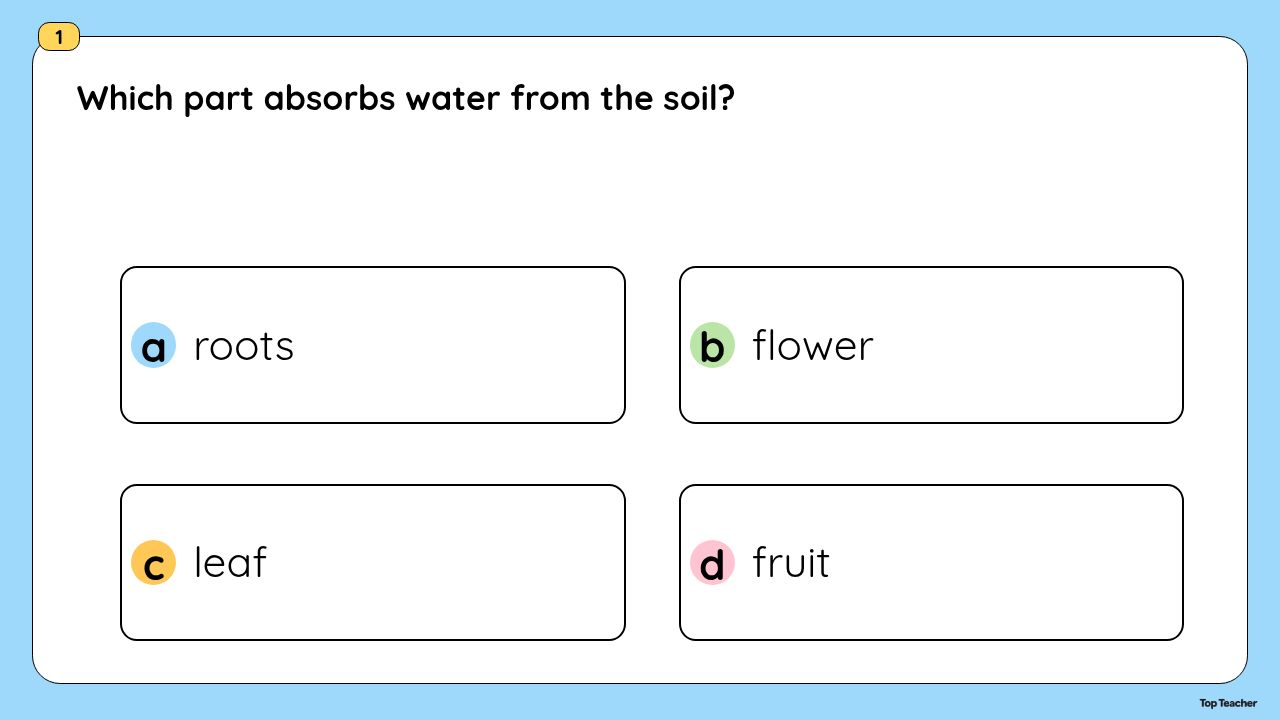 1
Which part absorbs water from the soil?
a roots
b flower
c leaf
d fruit
Top Teacher